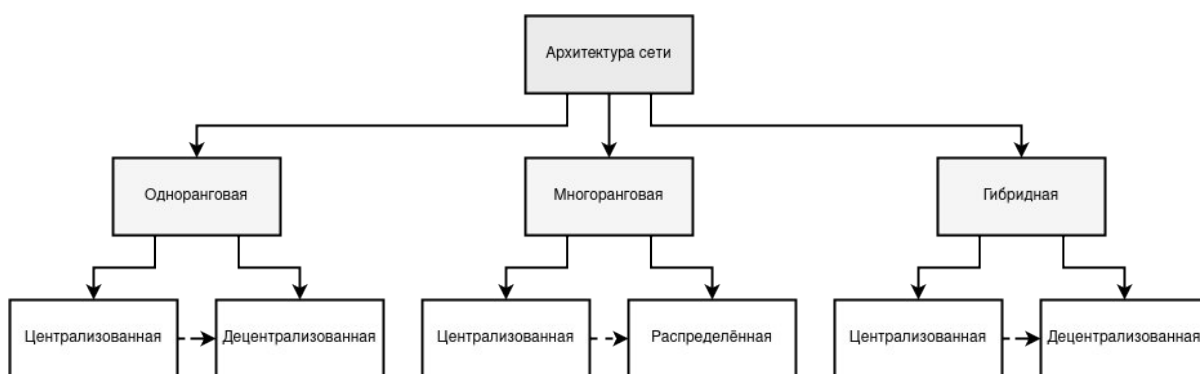 Архитектура сети
Одноранговая
Многоранговая
Гибридная
Централизованная
Децентрализованная
Централизованная
Распределённая
Централизованная
Децентрализованная